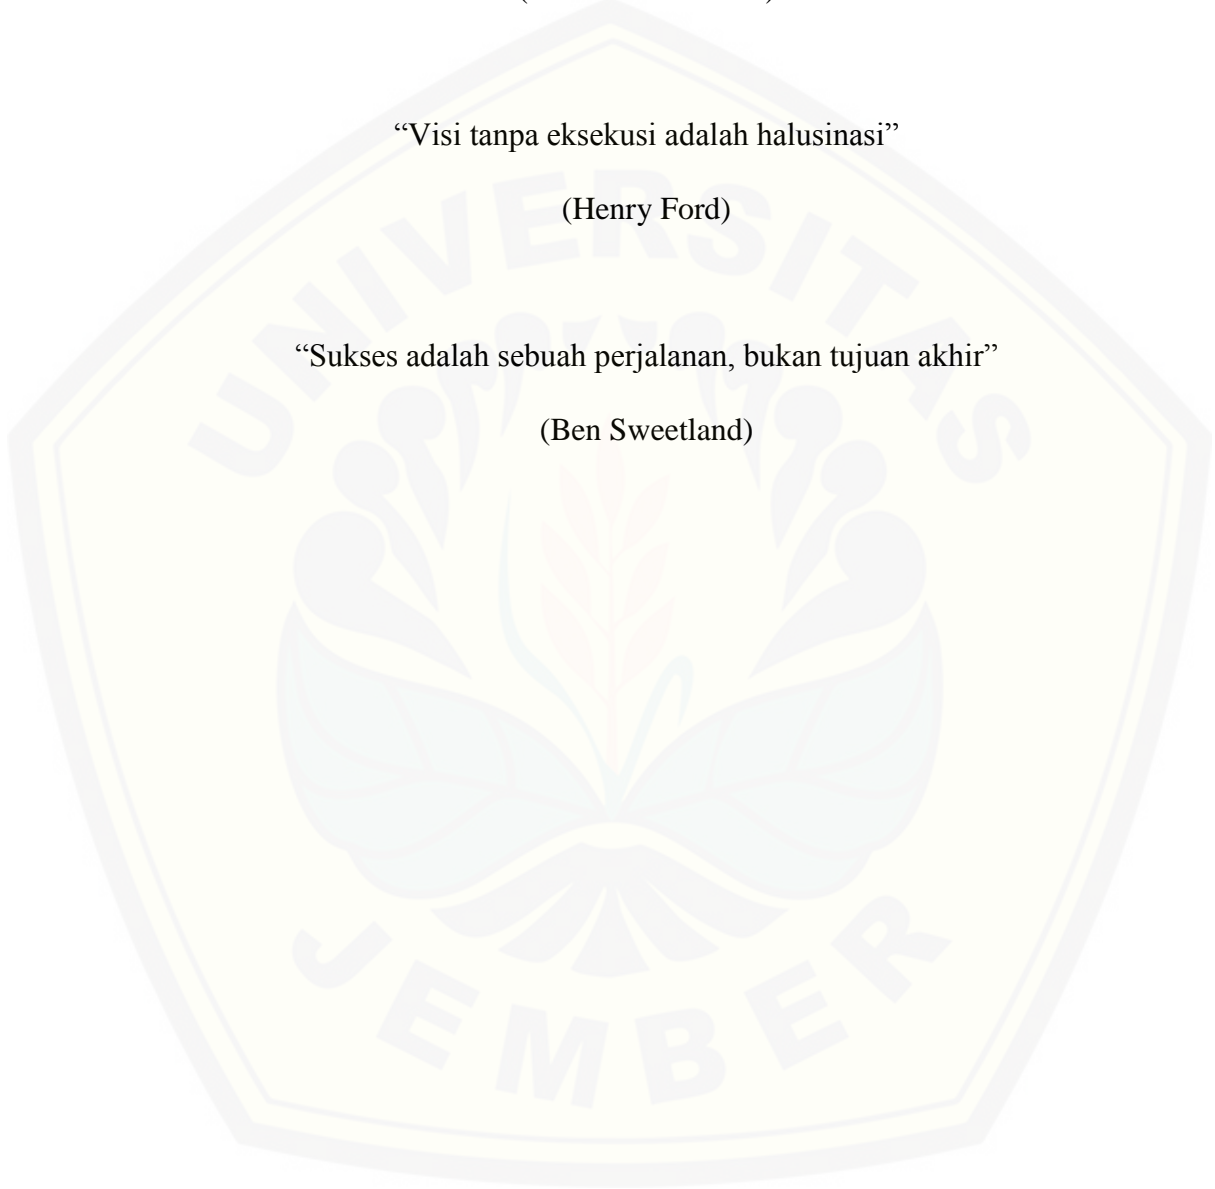 “Visi tanpa eksekusi adalah halusinasi”
(Henry Ford)
“Sukses adalah sebuah perjalanan, bukan tujuan akhir”
(Ben Sweetland)
UNIVERSITAS
JEMBER